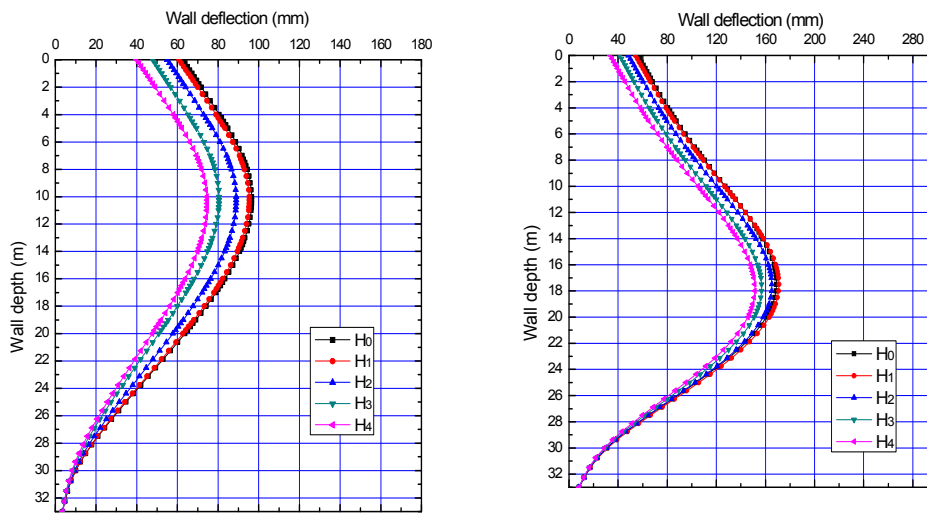 Wall deflection (mm)
0 20 40 60 80 100 120 140 160 180
0
2
4
6
8
10
12
14
16
18
20
22
24
26
28
30
32
Wall depth (m)
H0
H1
H2
H3
H4
Wall deflection (mm)
0 40 80 120 160 200 240 280
0
2
4
6
8
10
12
14
16
18
20
22
24
26
28
30
32
Wall depth (m)
H0
H1
H2
H3
H4